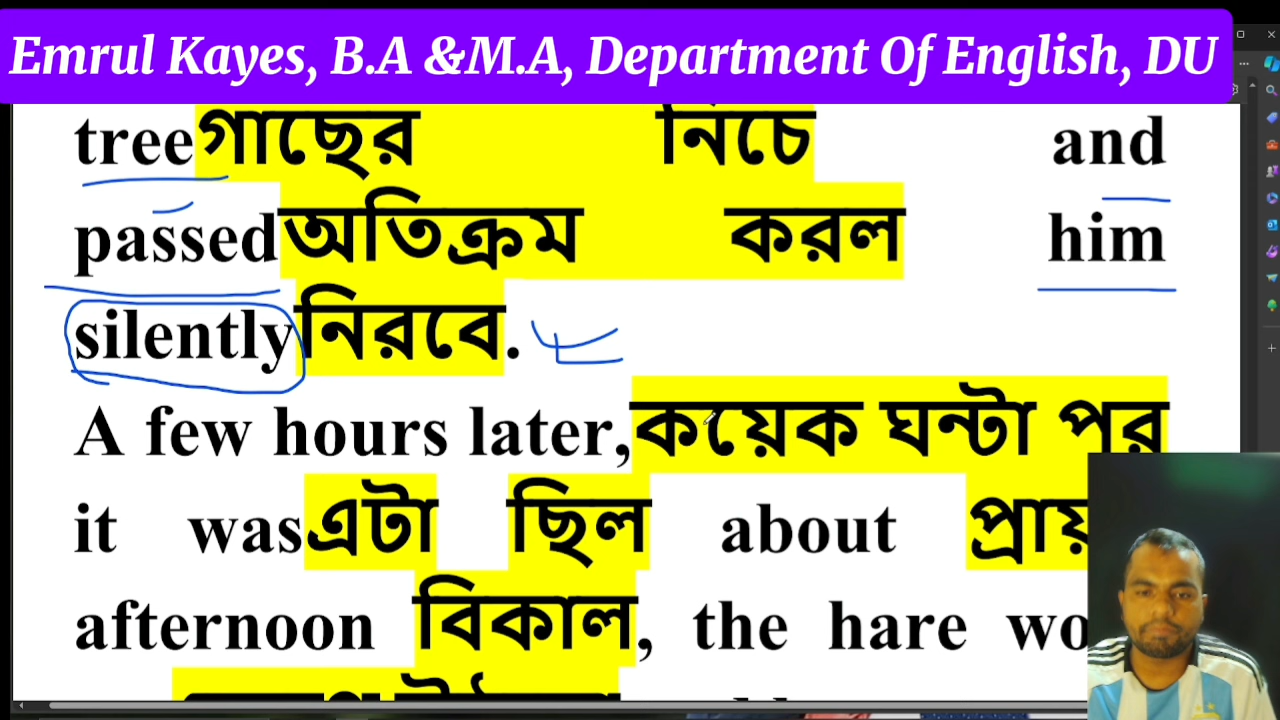 Emrul Kayes, B.A &M.A, Department Of English, DU
treeগাছের নিচে and
passedঅতিক্রম করল him
silentlyনিরবে.
A few hours later,কয়েক ঘন্টা পর
it wasএটা ছিল about প্রায়
afternoon বিকাল, the hare